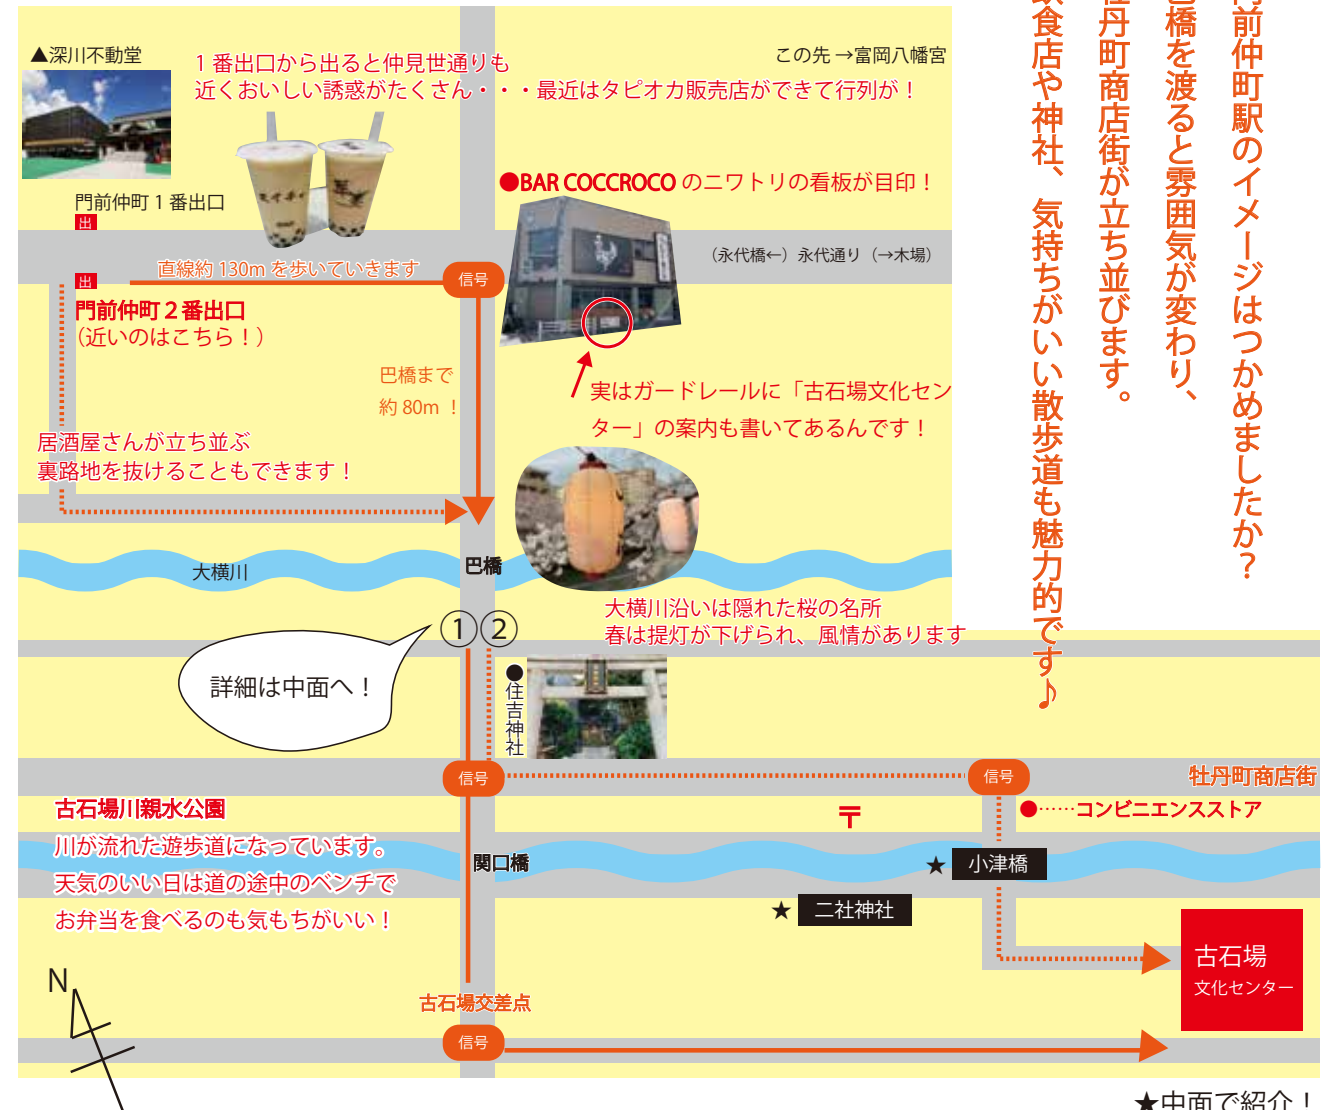 門前仲町駅のイメージはつかめましたか？
巴橋を渡ると雰囲気が変わり、
牡丹町商店街が立ち並びます。
飲食店や神社、気持ちがいい散歩道も魅力的です♪
▲深川不動堂
1番出口から出ると仲見世通りも
近くおいしい誘惑がたくさん・・・最近はタピオカ販売店ができて行列が！
この先→富岡八幡宮
門前仲町1番出口
出
●BAR COCCROCO のニワトリの看板が目印！
（永代橋←）永代通り（→木場）
直線約130mを歩いていきます
信号
出
門前仲町2番出口
（近いのはこちら！）
巴橋まで
約80m！
実はガードレールに「古石場文化セン
ター」の案内も書いてあるんです！
居酒屋さんが立ち並ぶ
裏路地を抜けることもできます！
大横川
巴橋
大横川沿いは隠れた桜の名所
春は提灯が下げられ、風情があります
①②
詳細は中面へ！
●住吉神社
信号
信号
牡丹町商店街
古石場川親水公園
川が流れた遊歩道になっています。
天気のいい日は道の途中のベンチで
お弁当を食べるのも気もちがいい！
〒
●……コンビニエンスストア
関口橋
★ 小津橋
★ 二社神社
古石場
文化センター
N
古石場交差点
信号
★中面で紹介！